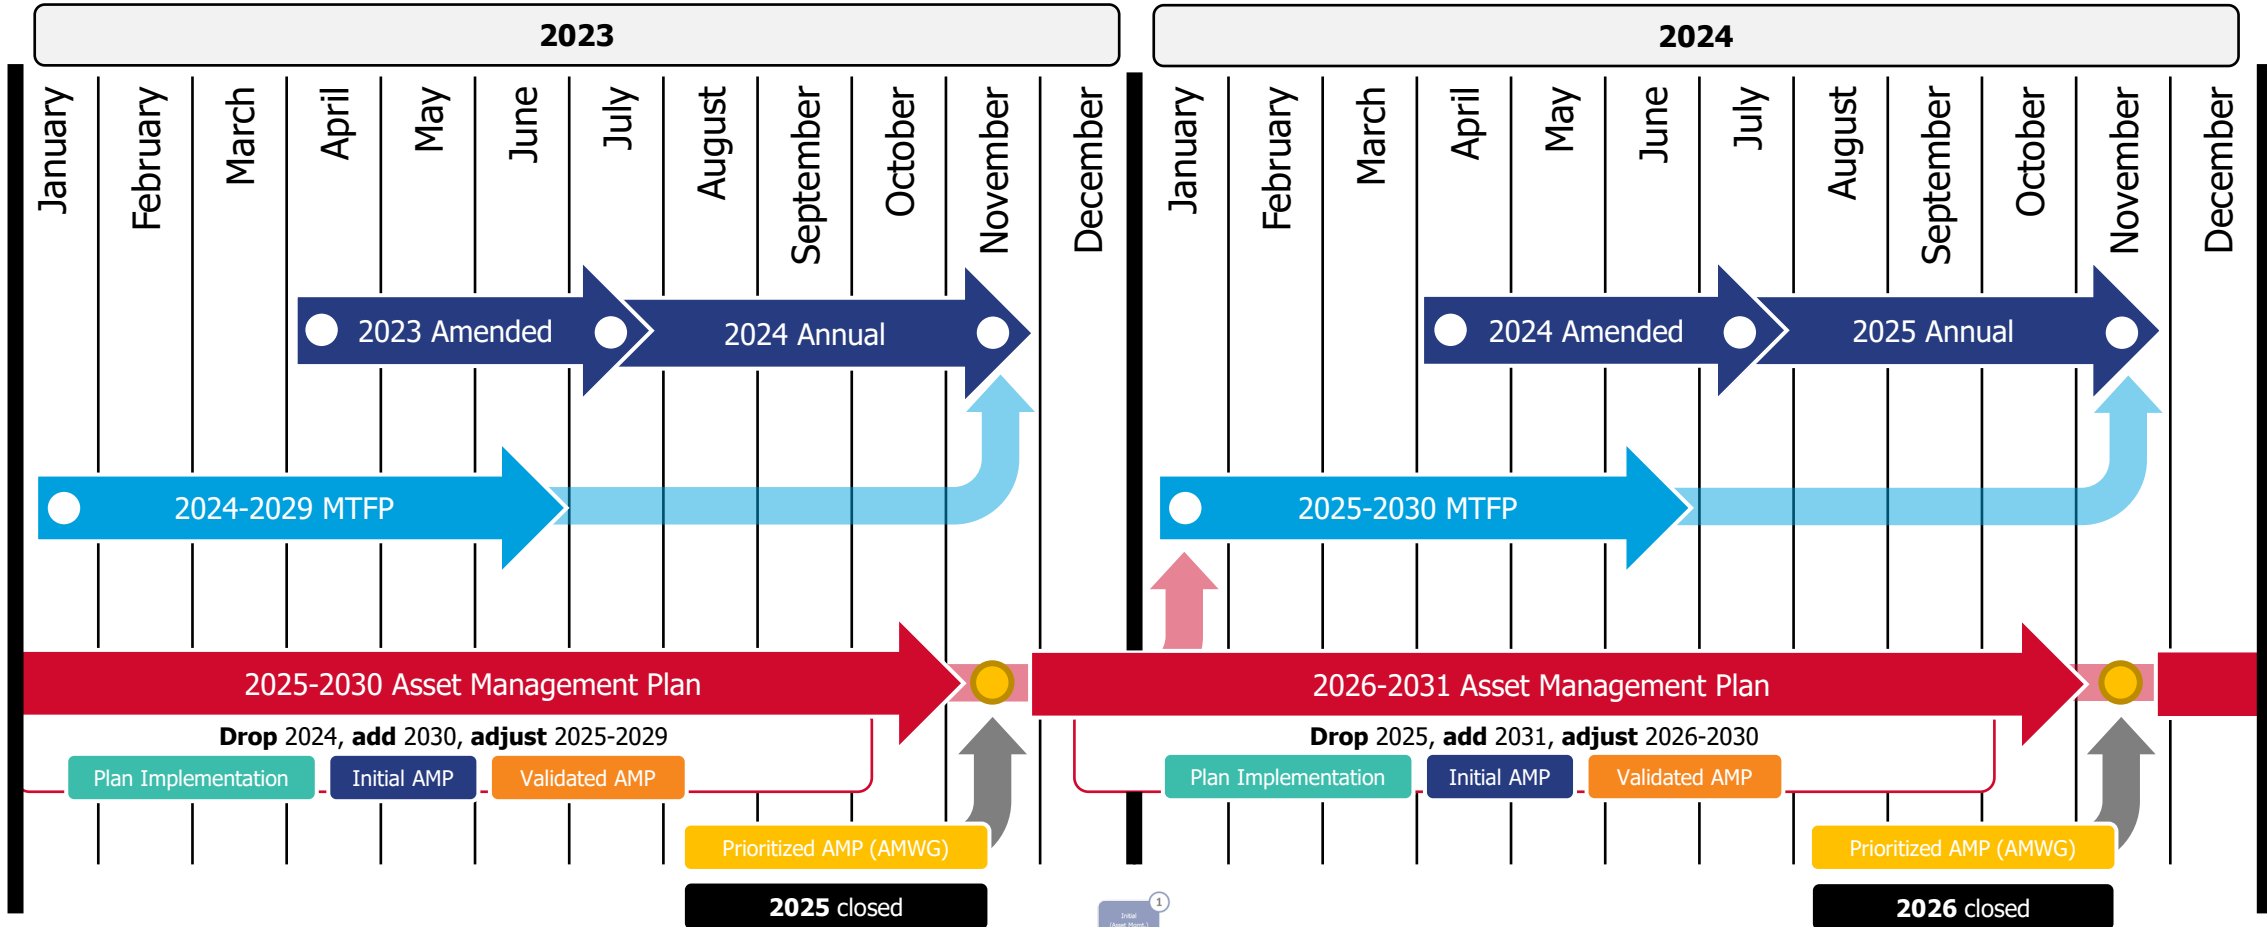 2023
2024
January
February
March
April
May
June
July
August
September
October
November
December
January
February
March
April
May
June
July
August
September
October
November
December
2023 Amended
2024 Annual
2024 Amended
2025 Annual
2024-2029 MTFP
2025-2030 MTFP
2025-2030 Asset Management Plan
2026-2031 Asset Management Plan
Drop 2024, add 2030, adjust 2025-2029
Drop 2025, add 2031, adjust 2026-2030
Plan Implementation
Initial AMP
Validated AMP
Plan Implementation
Initial AMP
Validated AMP
Prioritized AMP (AMWG)
Prioritized AMP (AMWG)
2025 closed
2026 closed
1
Initial
(Asset Mgmt.)